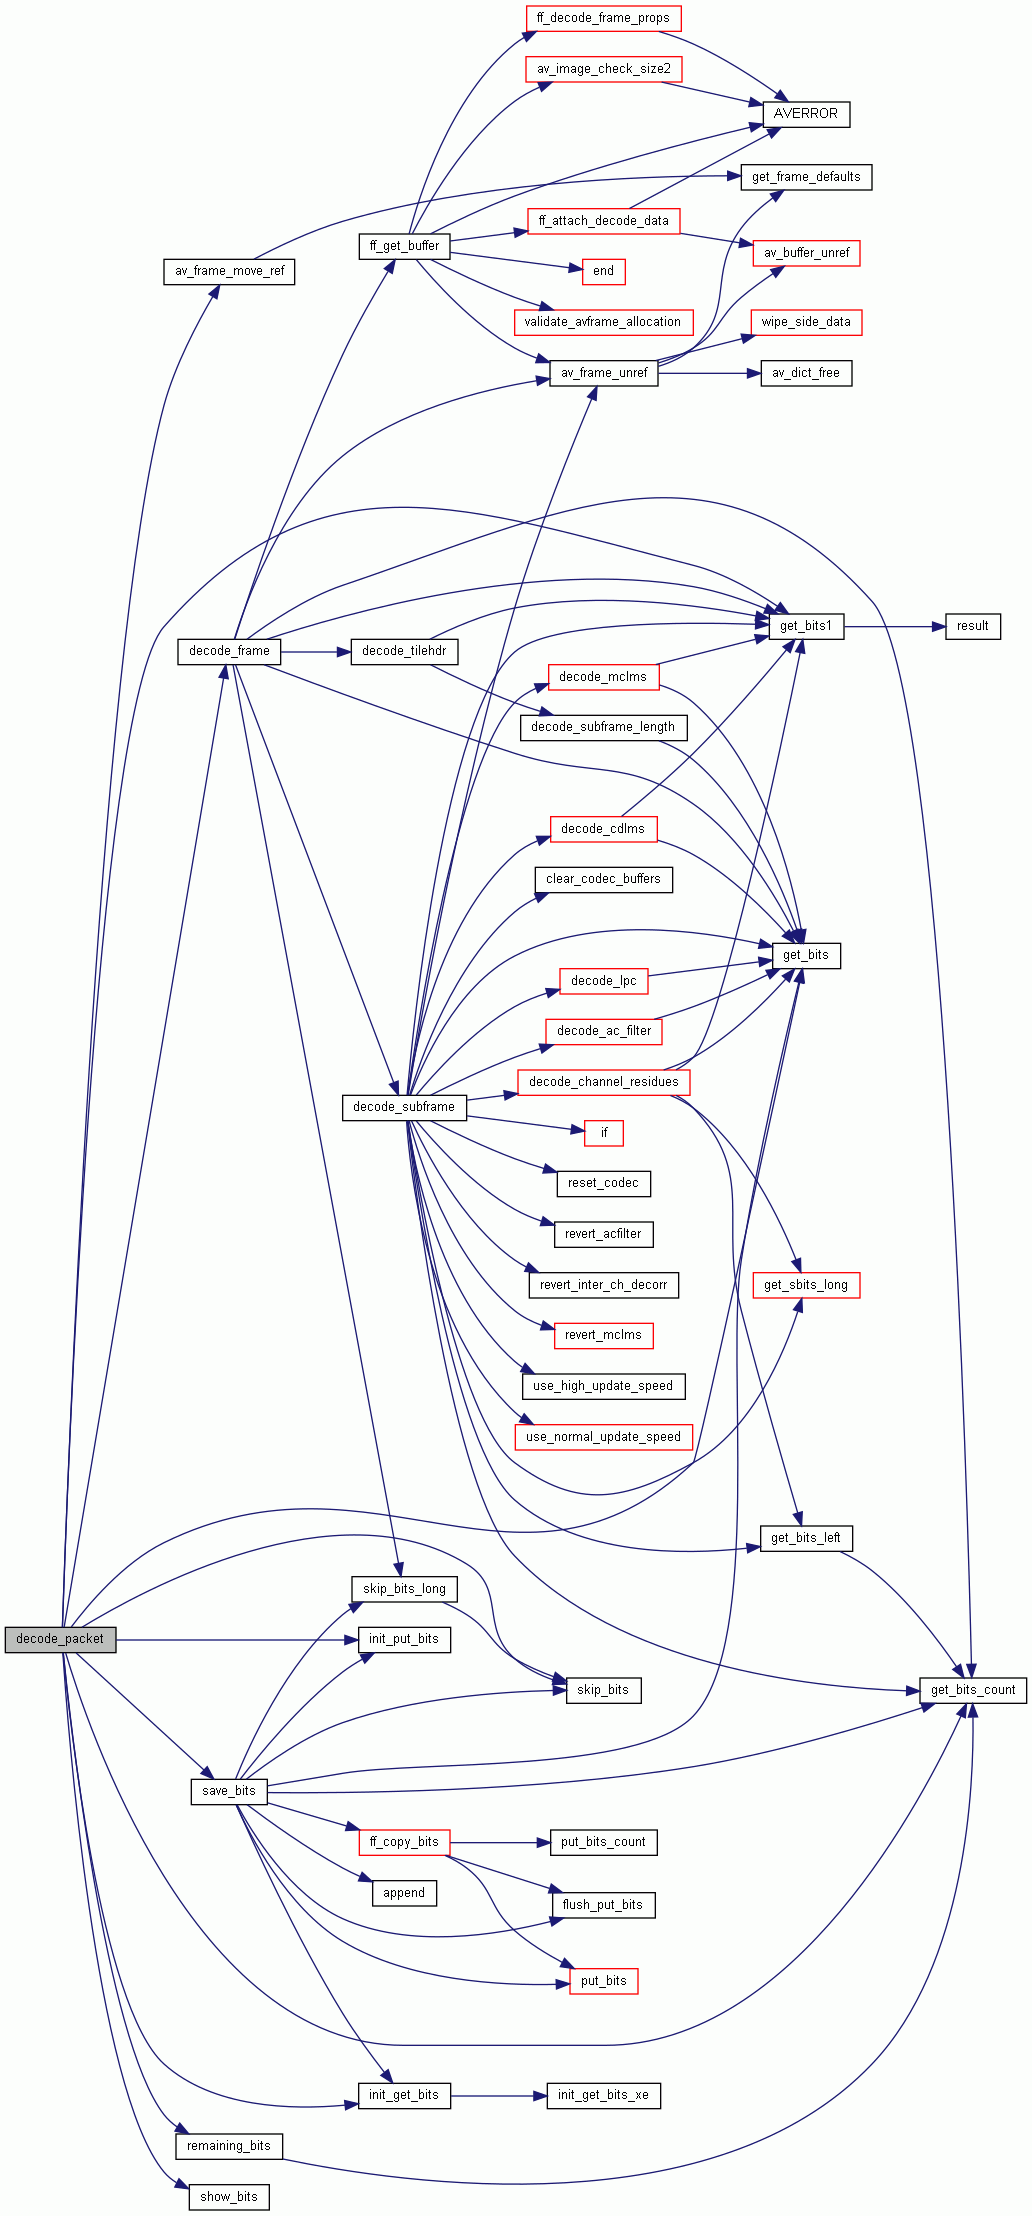 ff_decode_frame_props
av_image_check_size2
AVERROR
get_frame_defaults
ff_attach_decode_data
ff_get_buffer
av_buffer_unref
av_frame_move_ref
end
validate_avframe_allocation
wipe_side_data
av_frame_unref
av_dict_free
get_bits1
result
decode_frame
decode_tilehdr
decode_mclms
decode_subframe_length
decode_cdlms
clear_codec_buffers
get_bits
decode_lpc
decode_ac_filter
decode_channel_residues
decode_subframe
if
reset_codec
revert_acfilter
revert_inter_ch_decorr
get_sbits_long
revert_mclms
use_high_update_speed
use_normal_update_speed
get_bits_left
skip_bits_long
decode_packet
init_put_bits
skip_bits
get_bits_count
save_bits
ff_copy_bits
put_bits_count
append
flush_put_bits
put_bits
init_get_bits
init_get_bits_xe
remaining_bits
show_bits